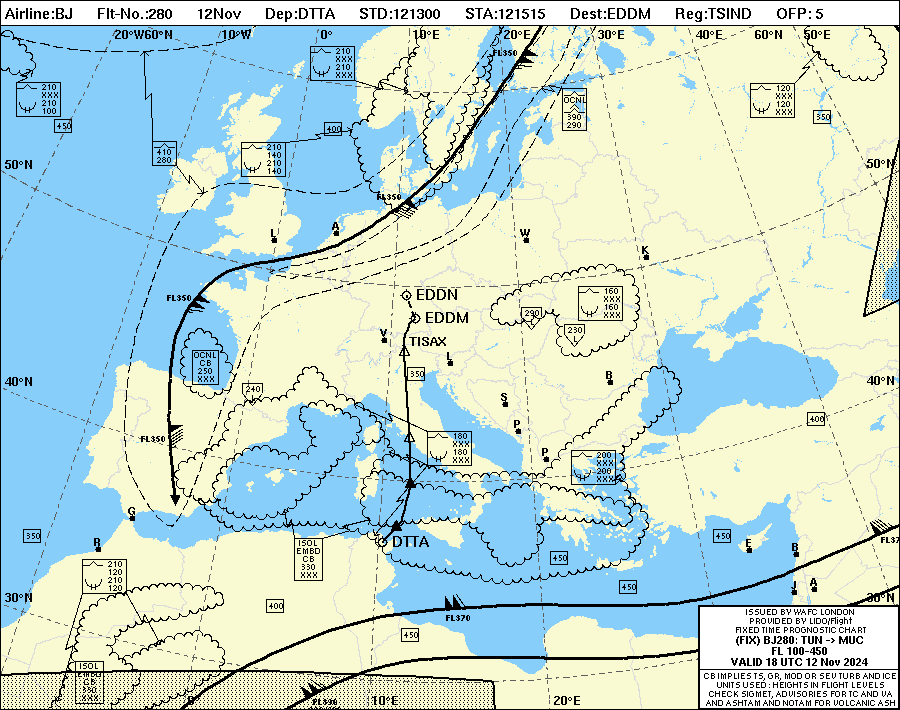 Airline:BJ Flt-No.:280 12Nov Dep:DTTA STD:121300 STA:121515 Dest:EDDM Reg:TSIND OFP: 5
20°W60°N 10°W 0° 10°E 20°E 30°E 60°N 50°E
FL350
210
XXX
210
XXX
210
XXX
210
100
OCNL
390
290
120
XXX
120
XXX
450
400
350
410
280
210
140
210
140
50°N
50°N
FL350
L
A
W
K
FL350
EDDN
EDDM
160
XXX
160
XXX
290
230
V
TISAX
L
OCNL
CB
250
XXX
350
B
40°N
40°N
240
S
400
P
FL350
180
XXX
180
XXX
P
200
XXX
200
XXX
G
350
R
DTTA
450
450
E
B
FL37
ISOL
EMBD
CB
330
XXX
210
120
210
120
450
J
A
30°N
30°N
400
FL370
450
ISOL
EMBD
CB
350
XXX
0°
10°E
20°E
ISSUED BY WAFC LONDON
PROVIDED BY LIDO/Flight
FIXED TIME PROGNOSTIC CHART
(FIX) BJ280: TUN -> MUC
FL 100-450
VALID 18 UTC 12 Nov 2024
CB IMPLIES TS, GR, MOD OR SEV TURB AND ICE
UNITS USED: HEIGHTS IN FLIGHT LEVELS
CHECK SIGMET, ADVISORIES FOR TC AND VA
AND ASHTAM AND NOTAM FOR VOLCANIC ASH